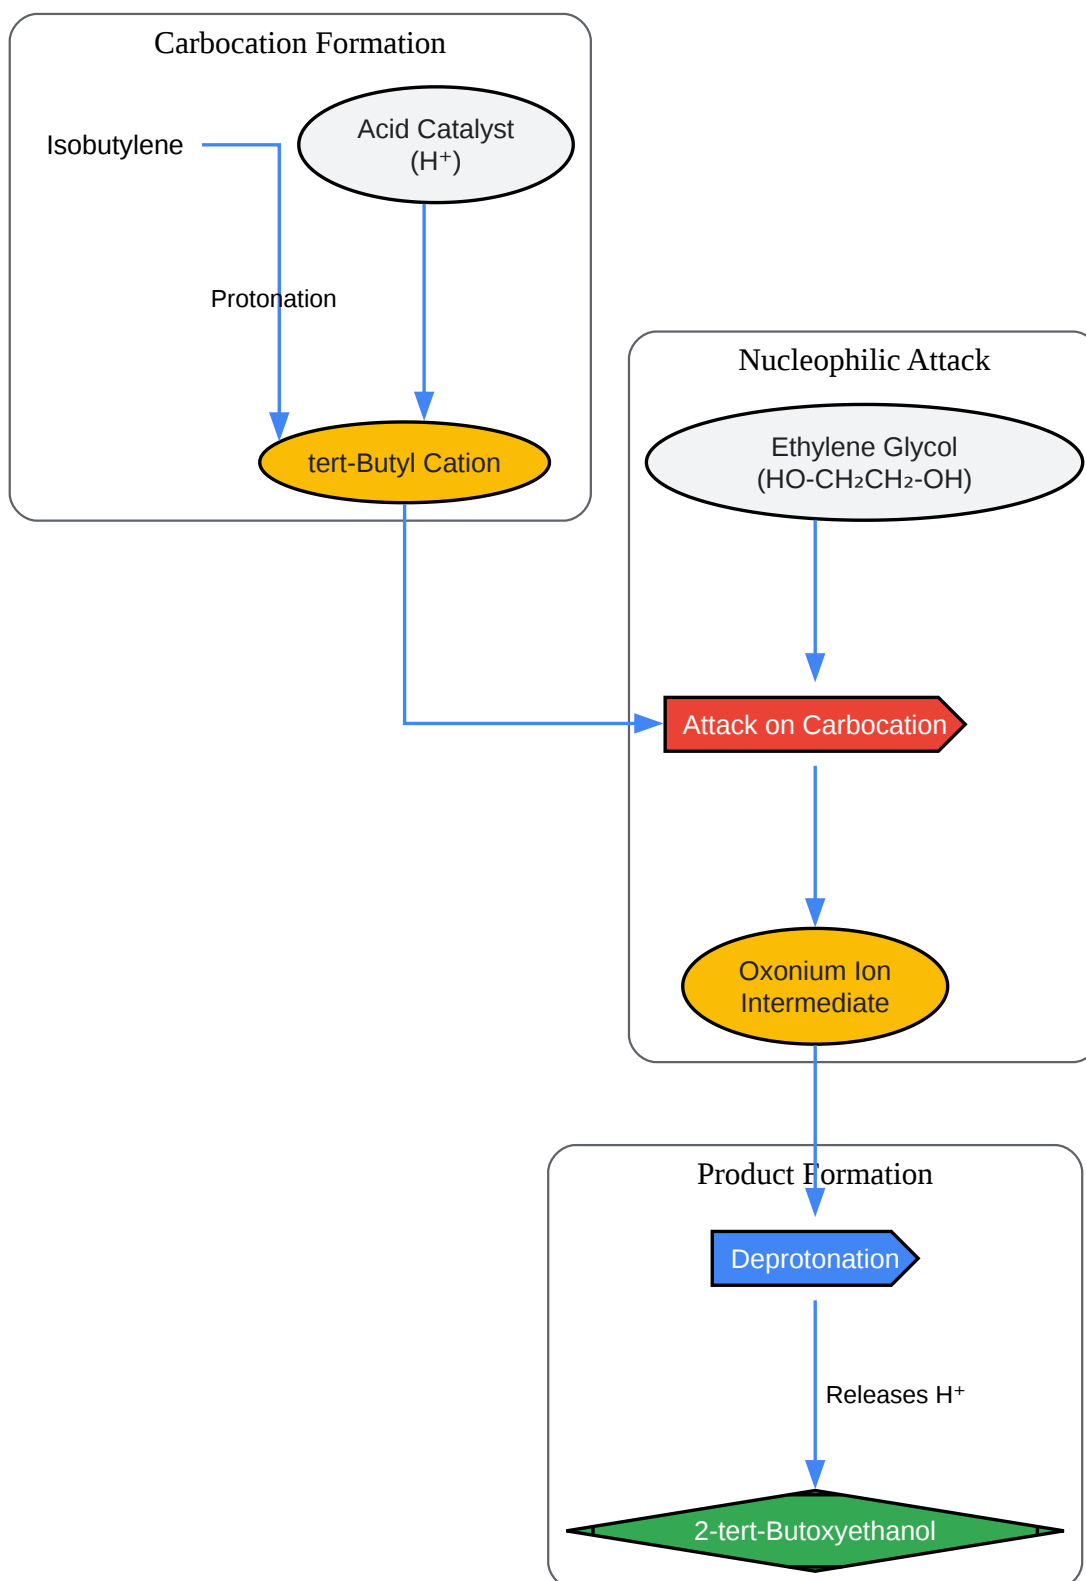 Carbocation Formation
Isobutylene
Acid Catalyst
(H⁺)
Protonation
tert-Butyl Cation
Nucleophilic Attack
Ethylene Glycol
(HO-CH₂CH₂-OH)
Attack on Carbocation
Oxonium Ion
Intermediate
Product Formation
Deprotonation
Releases H⁺
2-tert-Butoxyethanol